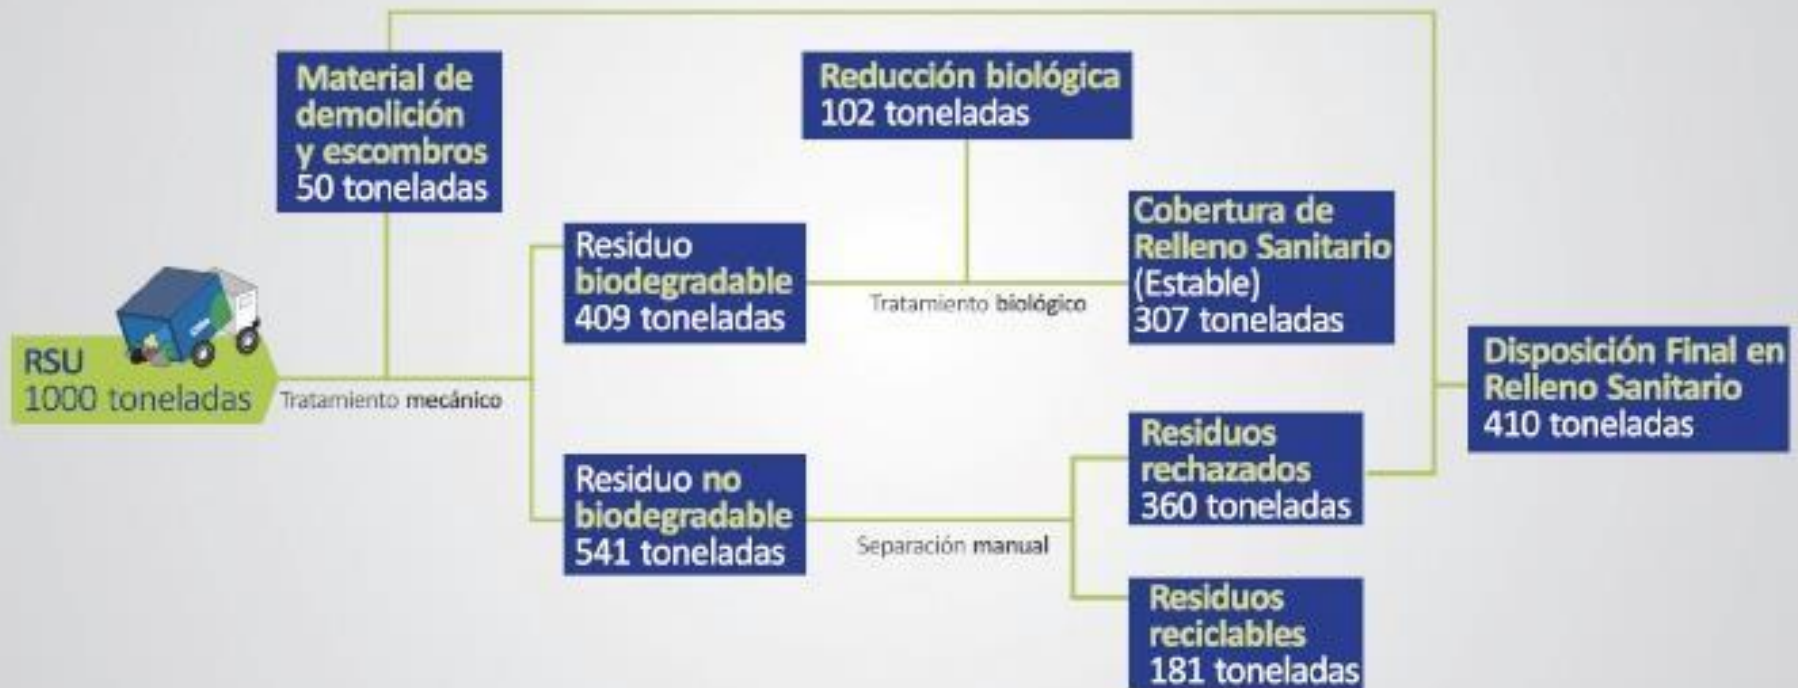 Material de
demolición
y escombros
50 toneladas
Reducción biológica
102 toneladas
Residuo
biodegradable
409 toneladas
Tratamiento biológico
Cobertura de
Relleno Sanitario
(Estable)
307 toneladas
RSU
1000 toneladas
Tratamiento mecánico
Disposición Final en
Relleno Sanitario
410 toneladas
Residuo no
biodegradable
541 toneladas
Separación manual
Residuos
rechazados
360 toneladas
Residuos
reciclables
181 toneladas